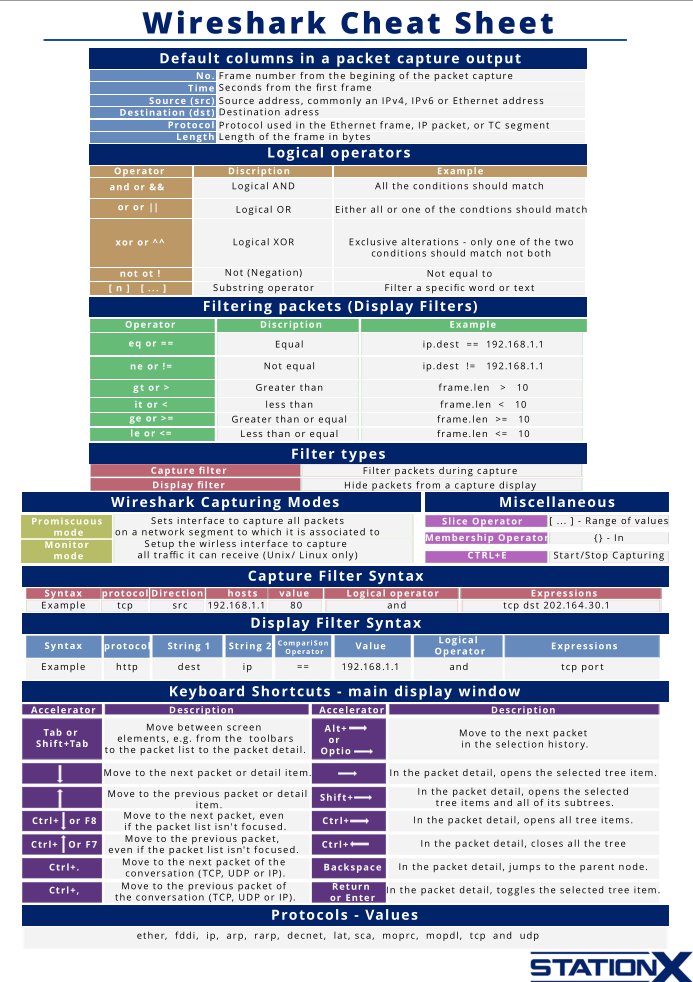 Wireshark Cheat Sheet
Default columns in a packet capture output
No. Frame number from the begining of the packet capture
Time Seconds from the first frame
Source (src) Source address, commonly an IPv4, IPv6 or Ethernet address
Destination (dst) Destination adress
Protocol Protocol used in the Ethernet frame, IP packet, or TC segment
Length Length of the frame in bytes
Logical operators
Operator Discription Example
and or && Logical AND All the conditions should match
or or || Logical OR Either all or one of the condtions should match
xor or ^^ Logical XOR Exclusive alterations - only one of the two
conditions should match not both
not ot ! Not (Negation) Not equal to
[ n ] [ ... ] Substring operator Filter a specific word or text
Filtering packets (Display Filters)
Operator Discription Example
eq or == Equal ip.dest == 192.168.1.1
ne or != Not equal ip.dest != 192.168.1.1
gt or > Greater than frame.len > 10
it or < less than frame.len < 10
ge or >= Greater than or equal frame.len >= 10
le or <= Less than or equal frame.len <= 10
Filter types
Capture filter Filter packets during capture
Display filter Hide packets from a capture display
Wireshark Capturing Modes
Promiscuous
mode
Sets interface to capture all packets
on a network segment to which it is associated to
Monitor
mode
Setup the wirless interface to capture
all traffic it can receive (Unix/ Linux only)
Miscellaneous
Slice Operator [ ... ] - Range of values
Membership Operator {} - In
CTRL+E Start/Stop Capturing
Capture Filter Syntax
Syntax protocol Direction hosts value Logical operator Expressions
Example tcp src 192.168.1.1 80 and tcp dst 202.164.30.1
Display Filter Syntax
Syntax protocol String 1 String 2 CompariSon
Operator
Value Logical
Operator
Expressions
Example http dest ip == 192.168.1.1 and tcp port
Keyboard Shortcuts - main display window
Accelerator Description Accelerator Description
Tab or
Shift+Tab
Move between screen
elements, e.g. from the toolbars
to the packet list to the packet detail.
Alt+→
or
Optio→
Move to the next packet
in the selection history.
↓ Move to the next packet or detail item.
→ In the packet detail, opens the selected tree item.
↑ Move to the previous packet or detail
item.
Shift+→ In the packet detail, opens the selected
tree items and all of its subtrees.
Ctrl+↓ or F8 Move to the next packet, even
if the packet list isn't focused.
Ctrl+→ In the packet detail, opens all tree items.
Ctrl+↑ Or F7 Move to the previous packet,
even if the packet list isn't focused.
Ctrl+← In the packet detail, closes all the tree
Ctrl+. Move to the next packet of the
conversation (TCP, UDP or IP).
Backspace In the packet detail, jumps to the parent node.
Ctrl+, Move to the previous packet of
the conversation (TCP, UDP or IP).
Return
or Enter
In the packet detail, toggles the selected tree item.
Protocols - Values
ether, fddi, ip, arp, rarp, decnet, lat, sca, moprc, mopdl, tcp and udp
STATIONX